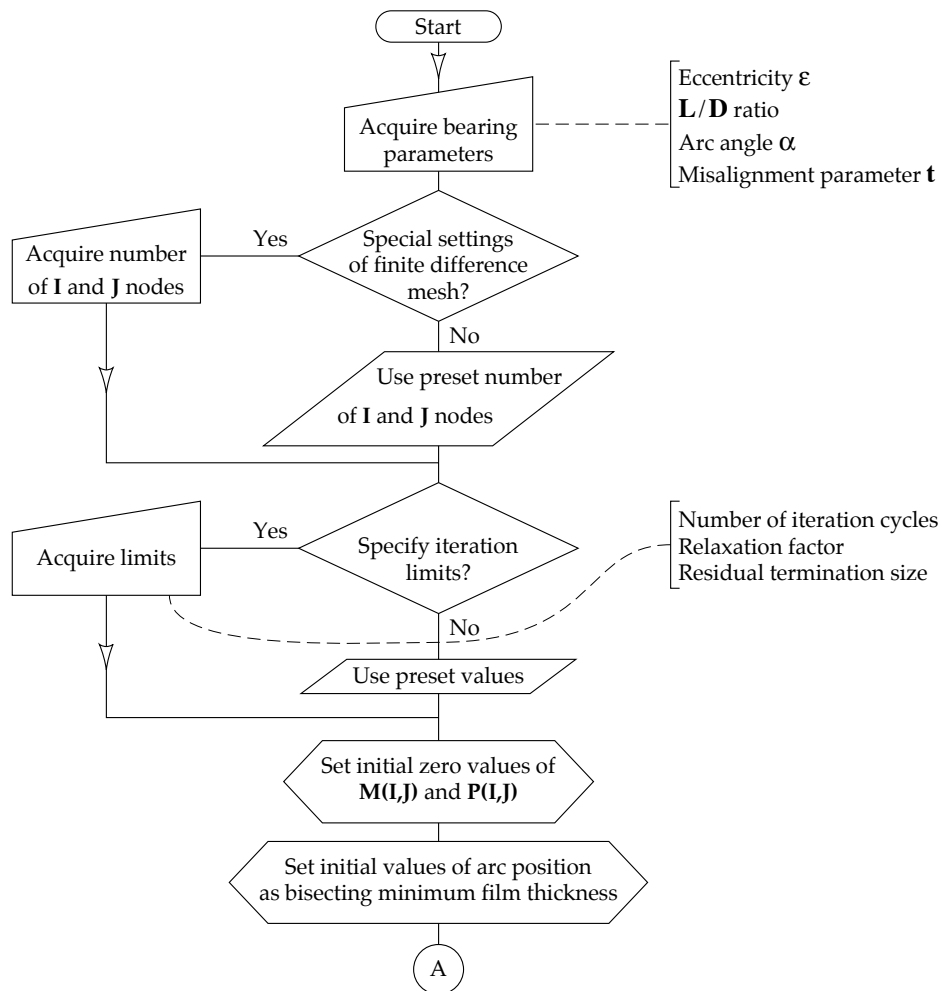 Start
Acquire bearing
parameters
Eccentricity ε
L/D ratio
Arc angle α
Misalignment parameter t
Special settings
of finite difference
mesh?
Yes
Acquire number
of I and J nodes
No
Use preset number
of I and J nodes
Specify iteration
limits?
Yes
Acquire limits
Number of iteration cycles
Relaxation factor
Residual termination size
No
Use preset values
Set initial zero values of
M(I,J) and P(I,J)
Set initial values of arc position
as bisecting minimum film thickness
A